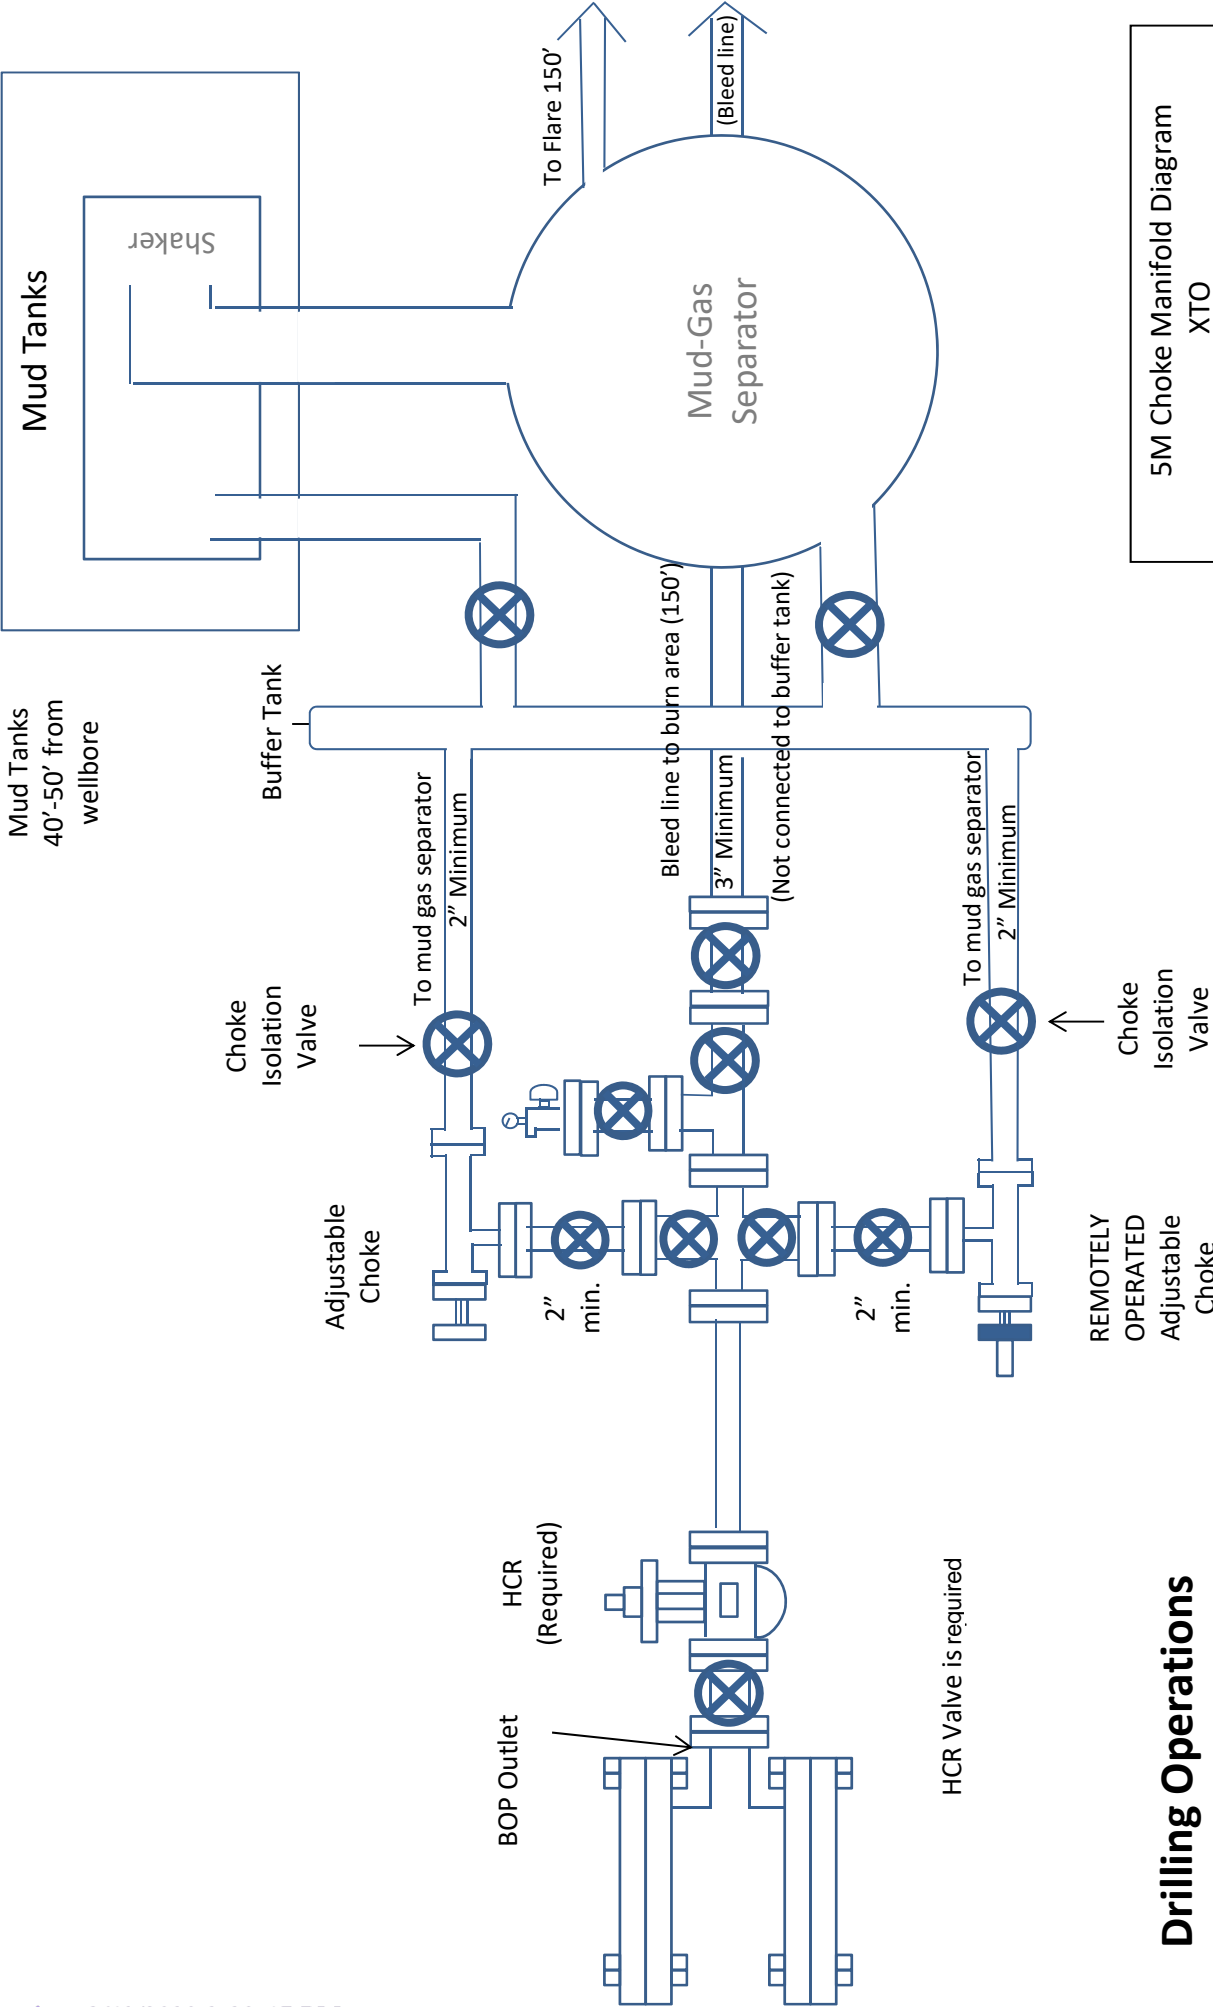 Mud Tanks
40’-50’ from
wellbore
Mud Tanks
Shaker
Buffer Tank
Choke
Isolation
Valve
To mud gas separator
2” Minimum
To Flare 150’
(Bleed line)
Mud-Gas
Separator
Bleed line to burn area (150’)
3” Minimum
(Not connected to buffer tank)
Adjustable
Choke
2”
min.
2”
min.
HCR
(Required)
BOP Outlet
HCR Valve is required
To mud gas separator
2” Minimum
Choke
Isolation
Valve
REMOTELY
OPERATED
Adjustable
Choke
Drilling Operations
5M Choke Manifold Diagram
XTO